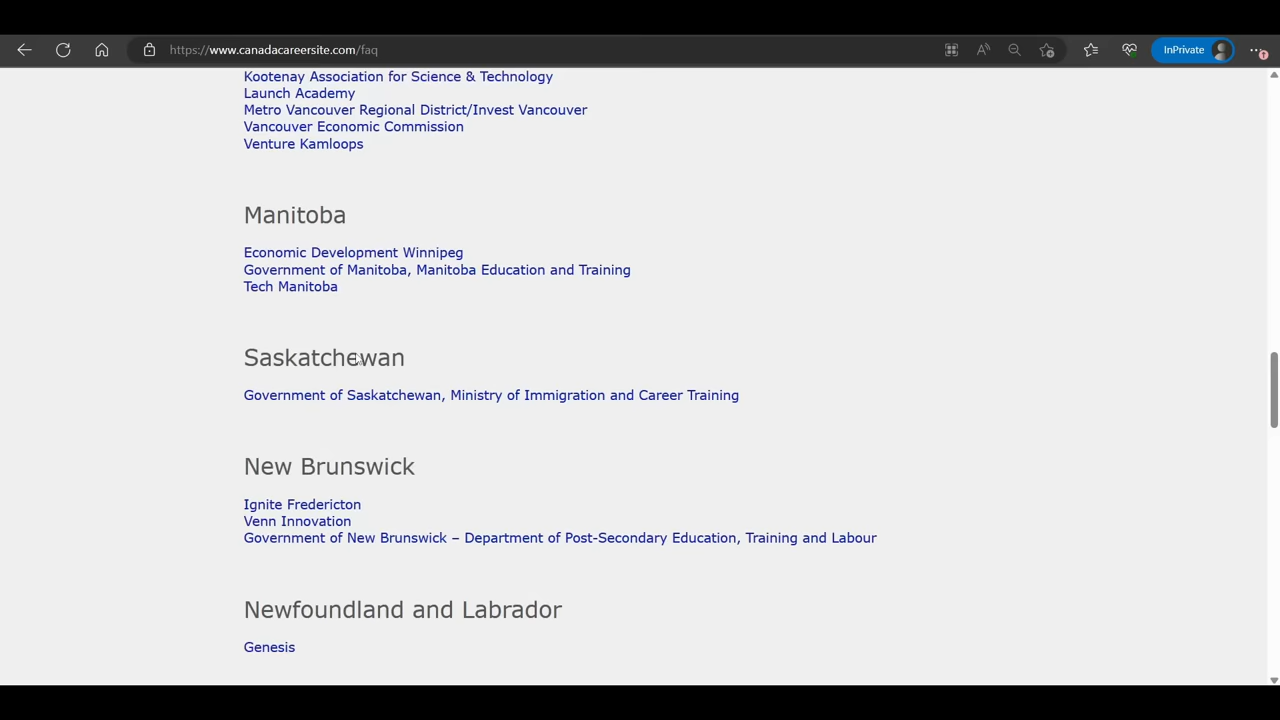 https://www.canadacareersite.com/faq
InPrivate
Kootenay Association for Science & Technology
Launch Academy
Metro Vancouver Regional District/Invest Vancouver
Vancouver Economic Commission
Venture Kamloops
Manitoba
Economic Development Winnipeg
Government of Manitoba, Manitoba Education and Training
Tech Manitoba
Saskatchewan
Government of Saskatchewan, Ministry of Immigration and Career Training
New Brunswick
Ignite Fredericton
Venn Innovation
Government of New Brunswick – Department of Post-Secondary Education, Training and Labour
Newfoundland and Labrador
Genesis